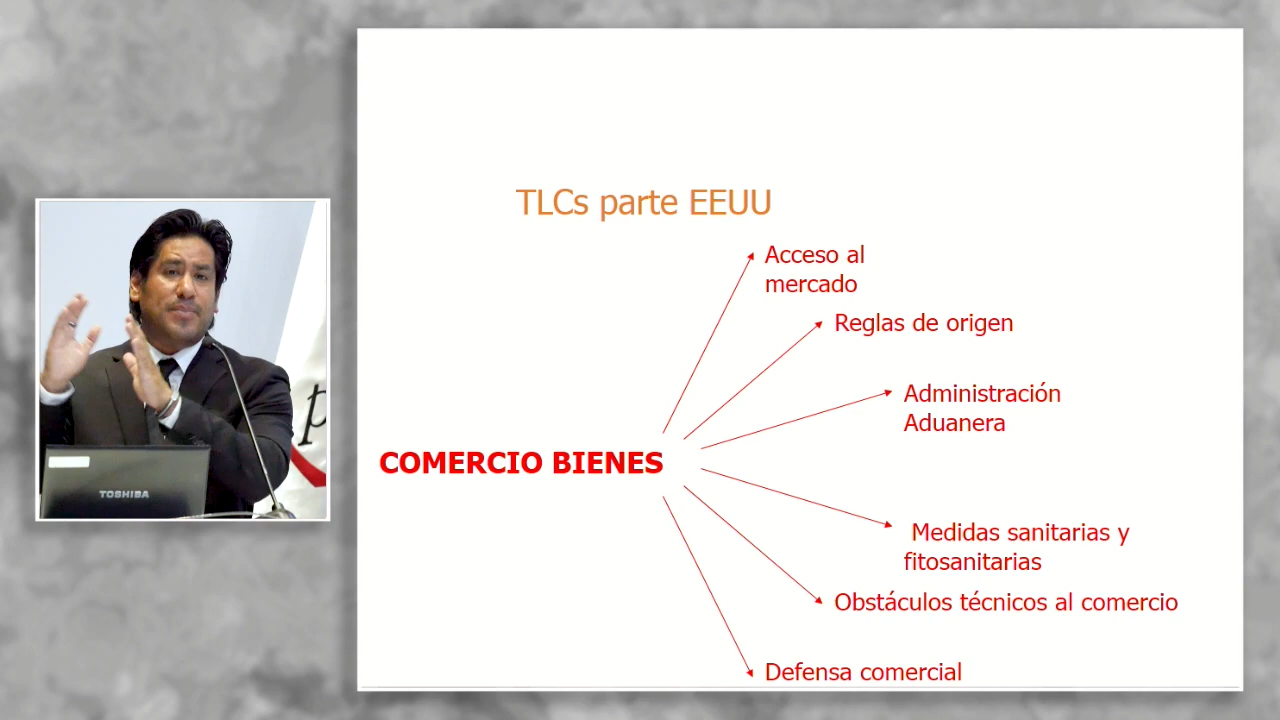 TLCs parte EEUU
Acceso al
mercado
Reglas de origen
Administración
Aduanera
COMERCIO BIENES
Medidas sanitarias y
fitosanitarias
Obstáculos técnicos al comercio
Defensa comercial
TOSHIBA